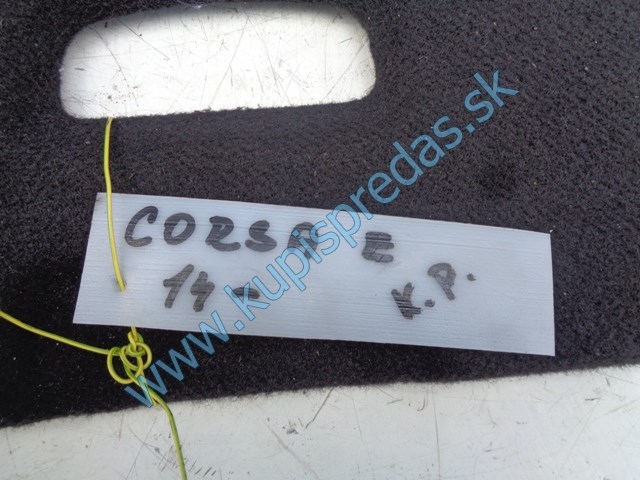 CORSA E
14- K.P.
www.kupispredas.sk